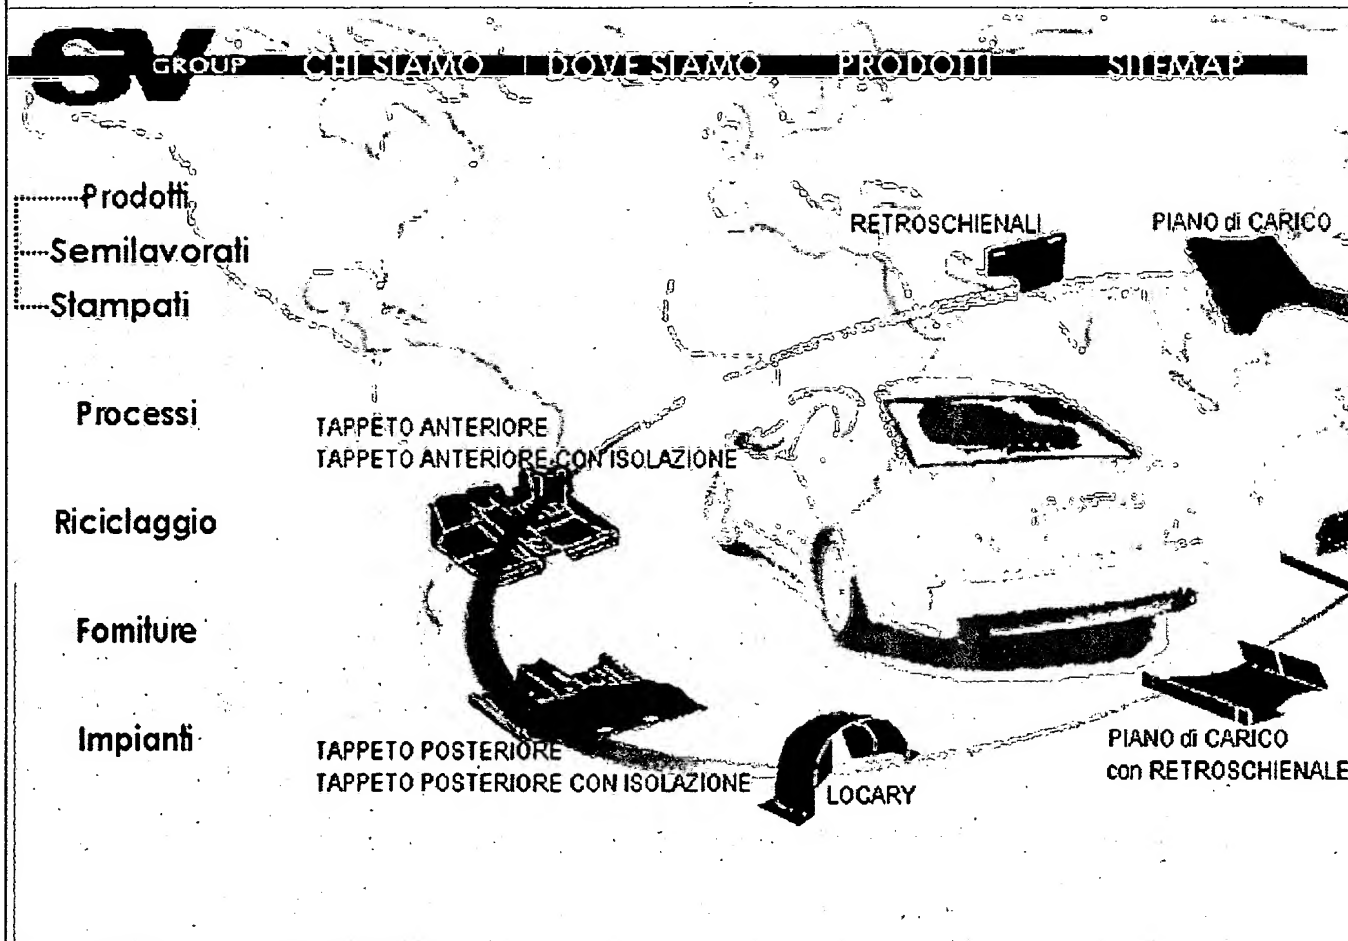 SV GROUP CHI SIAMO DOVE SIAMO PRODOTTI SITEMAP
Prodotti
Semilavorati
Stampati
RETROSCHIENALI
PIANO di CARICO
Processi
TAPPETO ANTERIORE
TAPPETO ANTERIORE CON ISOLAZIONE
Riciclaggio
Forniture
Impianti
TAPPETO POSTERIORE
TAPPETO POSTERIORE CON ISOLAZIONE
LOCARY
PIANO di CARICO
con RETROSCHIENALE